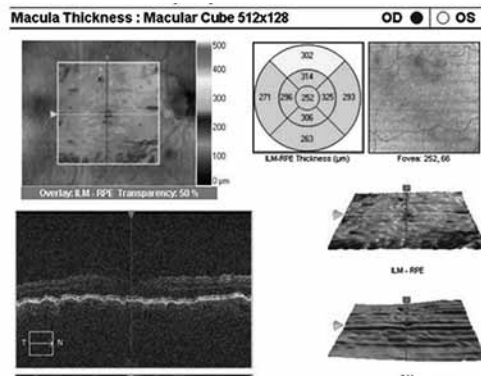 Macula Thickness : Macular Cube 512x128 OD OS
500
400
300
200
100
0 µm
Overlay: ILM - RPE Transparency: 50 %
302
314
271 296 252 325 293
306
263
ILM-RPE Thickness (µm)
Fovea: 252, 66
ILM - RPE
T N